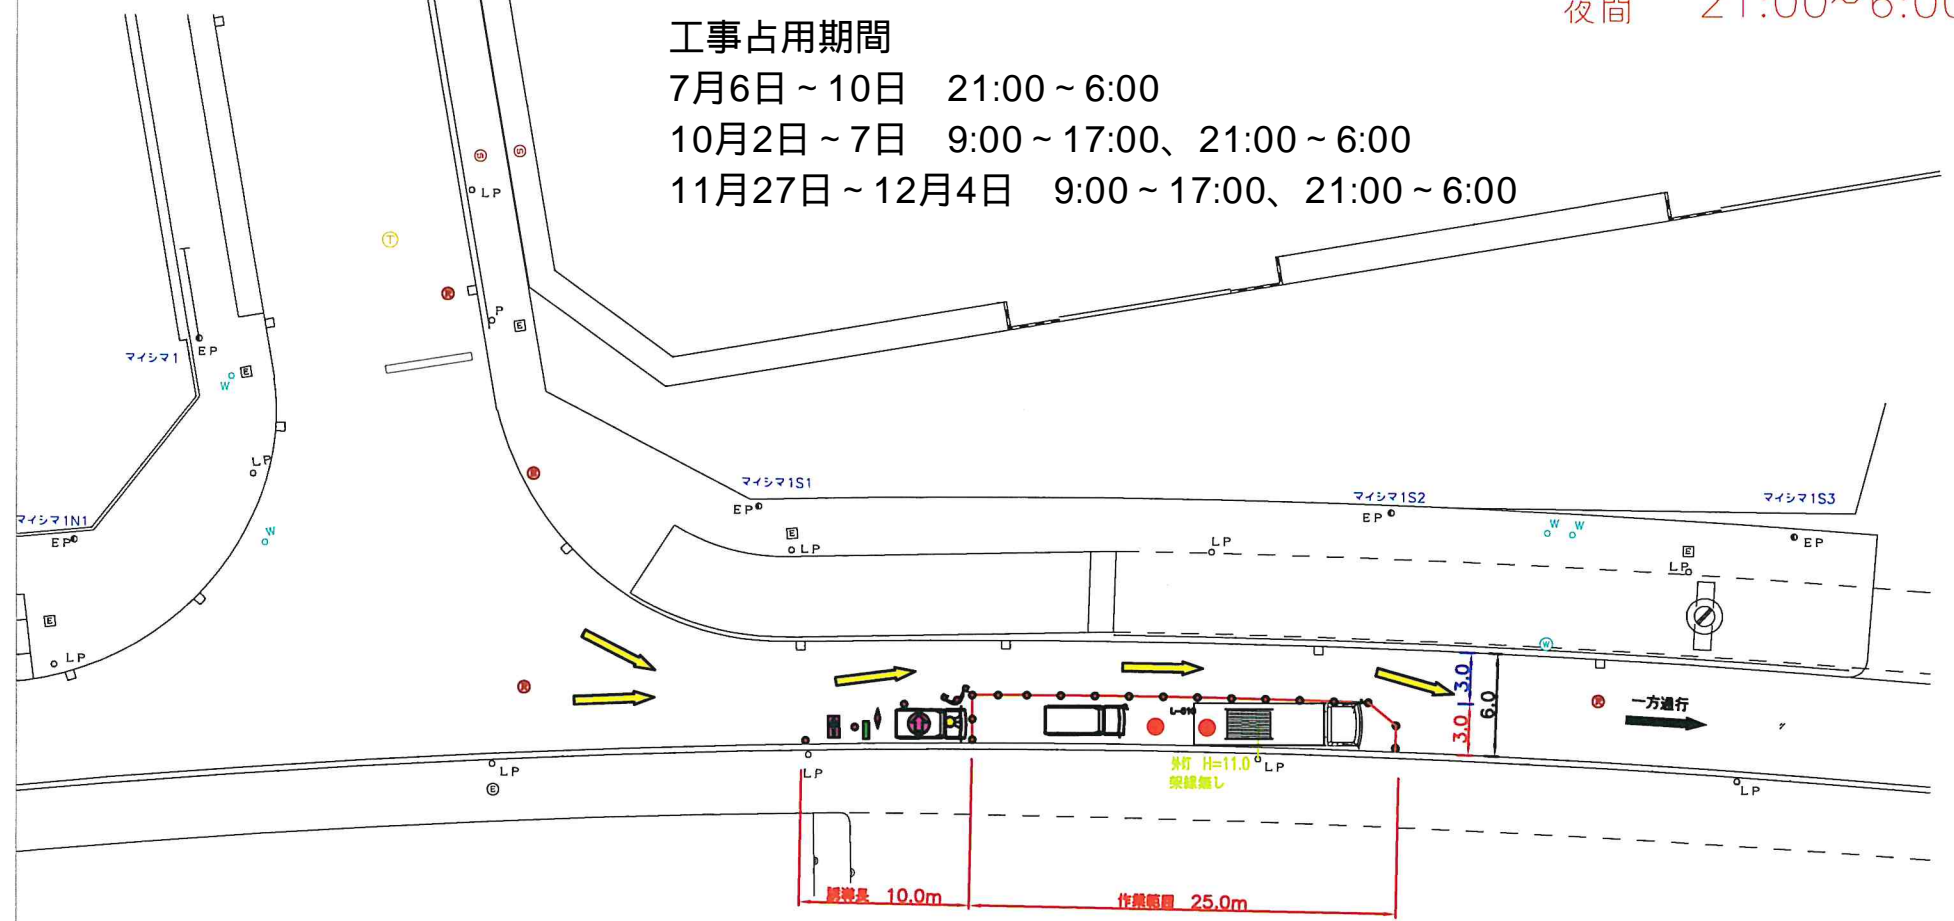 夜間 21:00~6:00
工事占用期間
7月6日~10日 21:00~6:00
10月2日~7日 9:00~17:00、21:00~6:00
11月27日~12月4日 9:00~17:00、21:00~6:00
S
S
LP
T
R
P
E
マイシマ1
EP
W
E
LP
R
マイシマ1S1
マイシマ1S2
マイシマ1S3
マイシマ1N1
EP
EP
EP
EP
W
W
W
E
LP
LP
E
LP
E
LP
W
R
3.0
3.0
6.0
R
一方通行
外灯 H=11.0
架線無し
LP
LP
LP
LP
E
誘導長 10.0m
作業範囲 25.0m